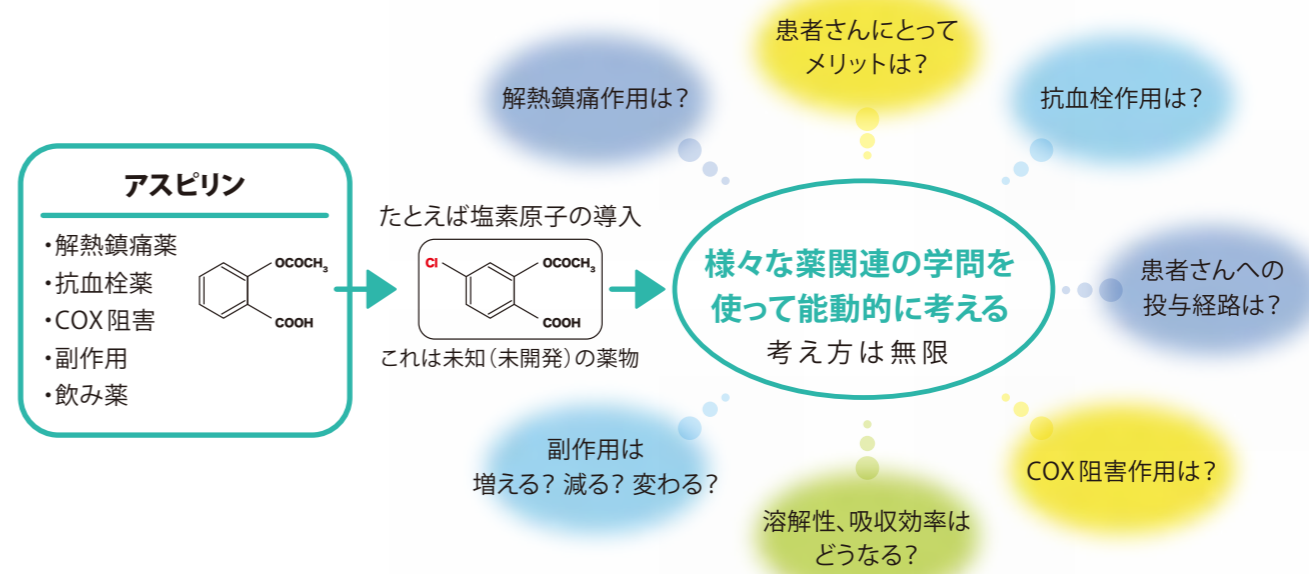 患者さんにとって
メリットは？
解熱鎮痛作用は？
抗血栓作用は？
アスピリン
・解熱鎮痛薬
・抗血栓薬
・COX阻害
・副作用
・飲み薬
OCOCH₃
COOH
たとえば塩素原子の導入
Cl
OCOCH₃
COOH
これは未知（未開発）の薬物
様々な薬関連の学問を
使って能動的に考える
考え方は無限
患者さんへの
投与経路は？
副作用は
増える？ 減る？ 変わる？
COX阻害作用は？
溶解性、吸収効率は
どうなる？